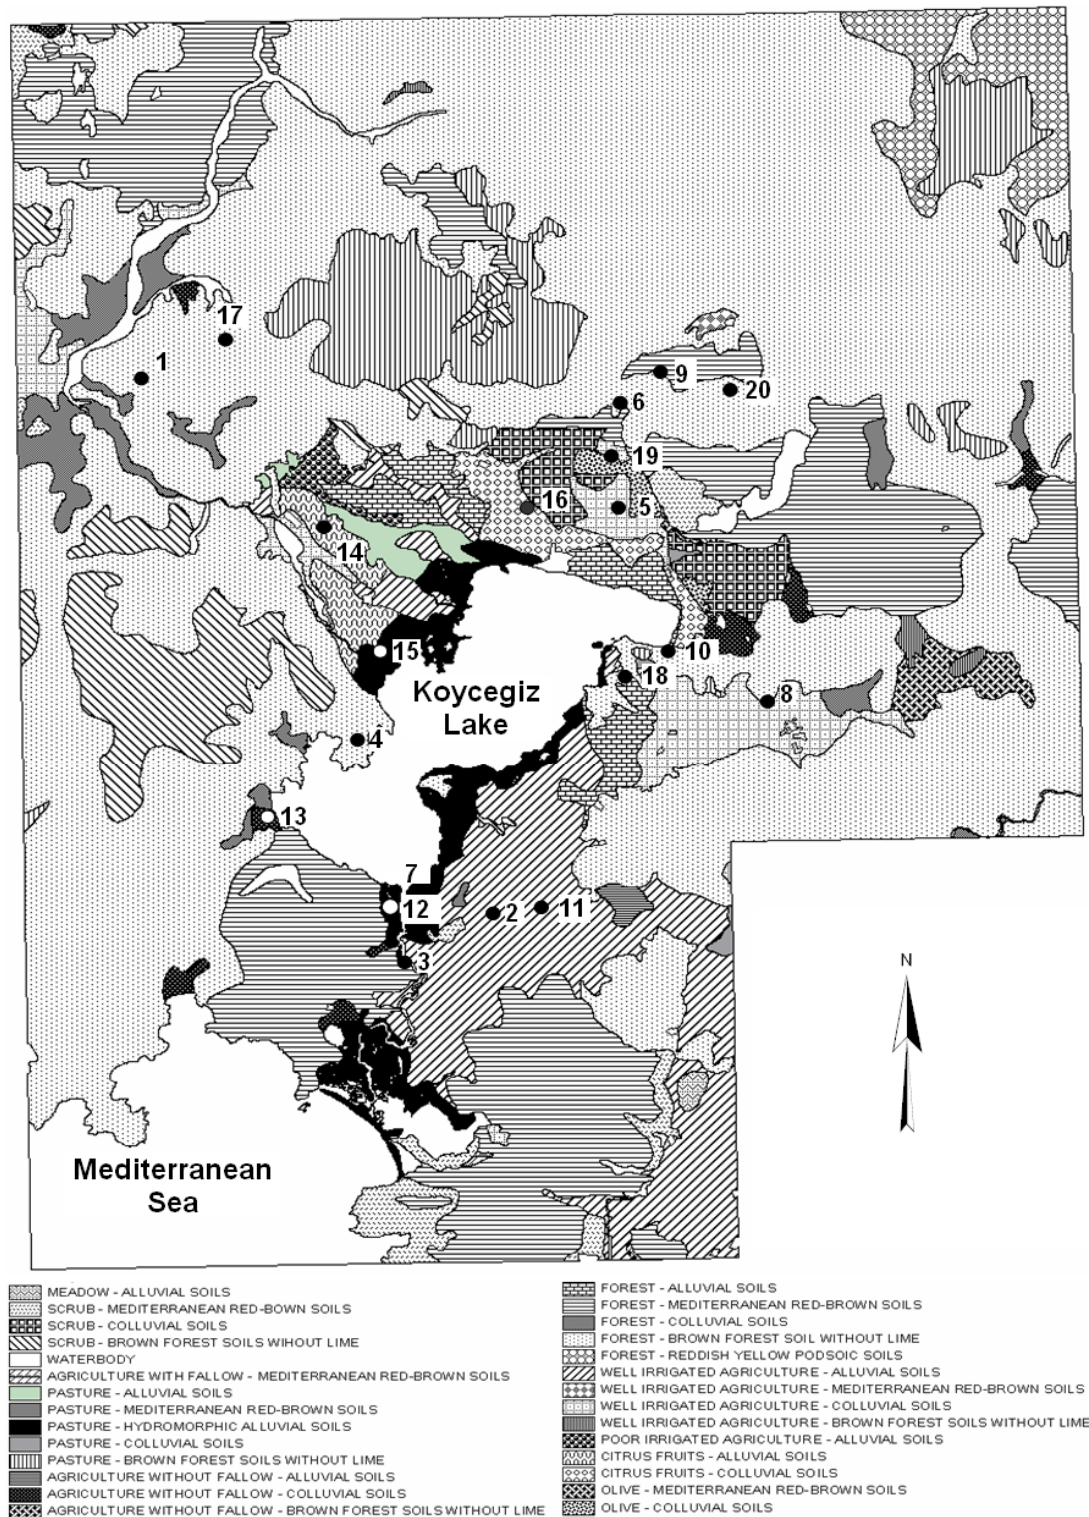 17
1
9
20
6
19
16
5
14
15
10
18
Koycegiz
Lake
8
4
13
7
12
2
11
3
N
Mediterranean
Sea
MEADOW - ALLUVIAL SOILS
SCRUB - MEDITERRANEAN RED-BOWN SOILS
SCRUB - COLLUVIAL SOILS
SCRUB - BROWN FOREST SOILS WIHOUT LIME
WATERBODY
AGRICULTURE WITH FALLOW - MEDITERRANEAN RED-BROWN SOILS
PASTURE - ALLUVIAL SOILS
PASTURE - MEDITERRANEAN RED-BROWN SOILS
PASTURE - HYDROMORPHIC ALLUVIAL SOILS
PASTURE - COLLUVIAL SOILS
PASTURE - BROWN FOREST SOILS WITHOUT LIME
AGRICULTURE WITHOUT FALLOW - ALLUVIAL SOILS
AGRICULTURE WITHOUT FALLOW - COLLUVIAL SOILS
AGRICULTURE WITHOUT FALLOW - BROWN FOREST SOILS WITHOUT LIME
FOREST - ALLUVIAL SOILS
FOREST - MEDITERRANEAN RED-BROWN SOILS
FOREST - COLLUVIAL SOILS
FOREST - BROWN FOREST SOIL WITHOUT LIME
FOREST - REDDISH YELLOW PODSOIC SOILS
WELL IRRIGATED AGRICULTURE - ALLUVIAL SOILS
WELL IRRIGATED AGRICULTURE - MEDITERRANEAN RED-BROWN SOILS
WELL IRRIGATED AGRICULTURE - COLLUVIAL SOILS
WELL IRRIGATED AGRICULTURE - BROWN FOREST SOILS WITHOUT LIME
POOR IRRIGATED AGRICULTURE - ALLUVIAL SOILS
CITRUS FRUITS - ALLUVIAL SOILS
CITRUS FRUITS - COLLUVIAL SOILS
OLIVE - MEDITERRANEAN RED-BROWN SOILS
OLIVE - COLLUVIAL SOILS